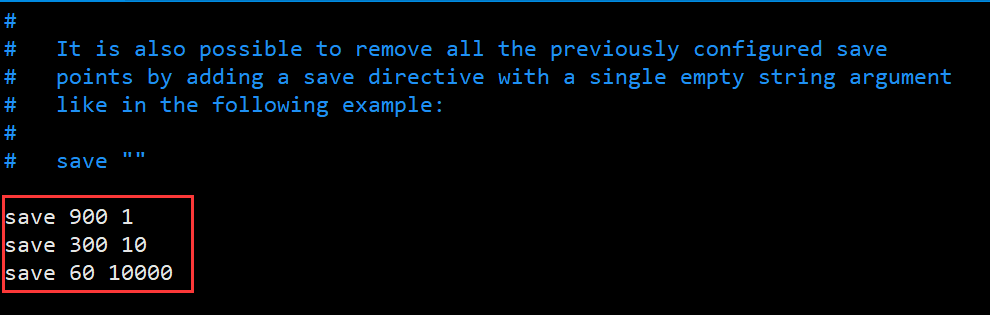 #
#   It is also possible to remove all the previously configured save
#   points by adding a save directive with a single empty string argument
#   like in the following example:
#
#   save ""
save 900 1
save 300 10
save 60 10000